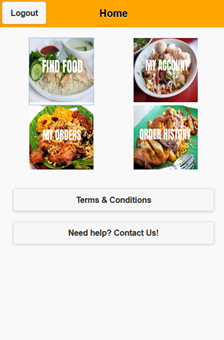 Logout
Home
FIND FOOD
MY ACCOUNT
MY ORDERS
ORDER HISTORY
Terms & Conditions
Need help? Contact Us!